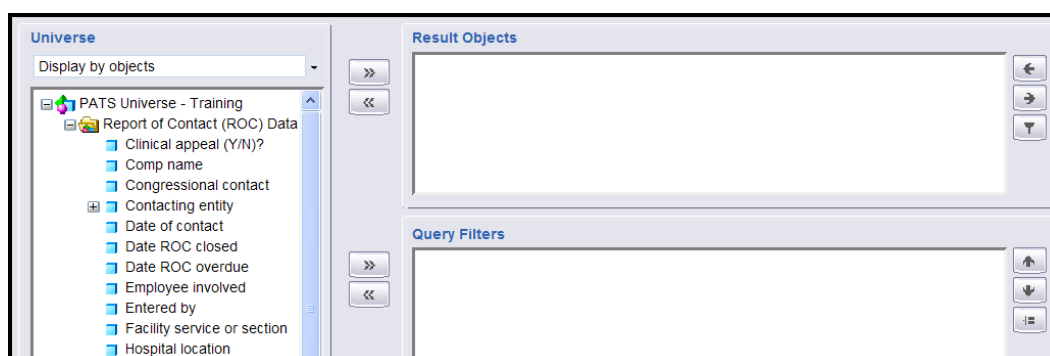 Universe
Display by objects
PATS Universe - Training
Report of Contact (ROC) Data
Clinical appeal (Y/N)?
Comp name
Congressional contact
Contacting entity
Date of contact
Date ROC closed
Date ROC overdue
Employee involved
Entered by
Facility service or section
Hospital location
Result Objects
Query Filters